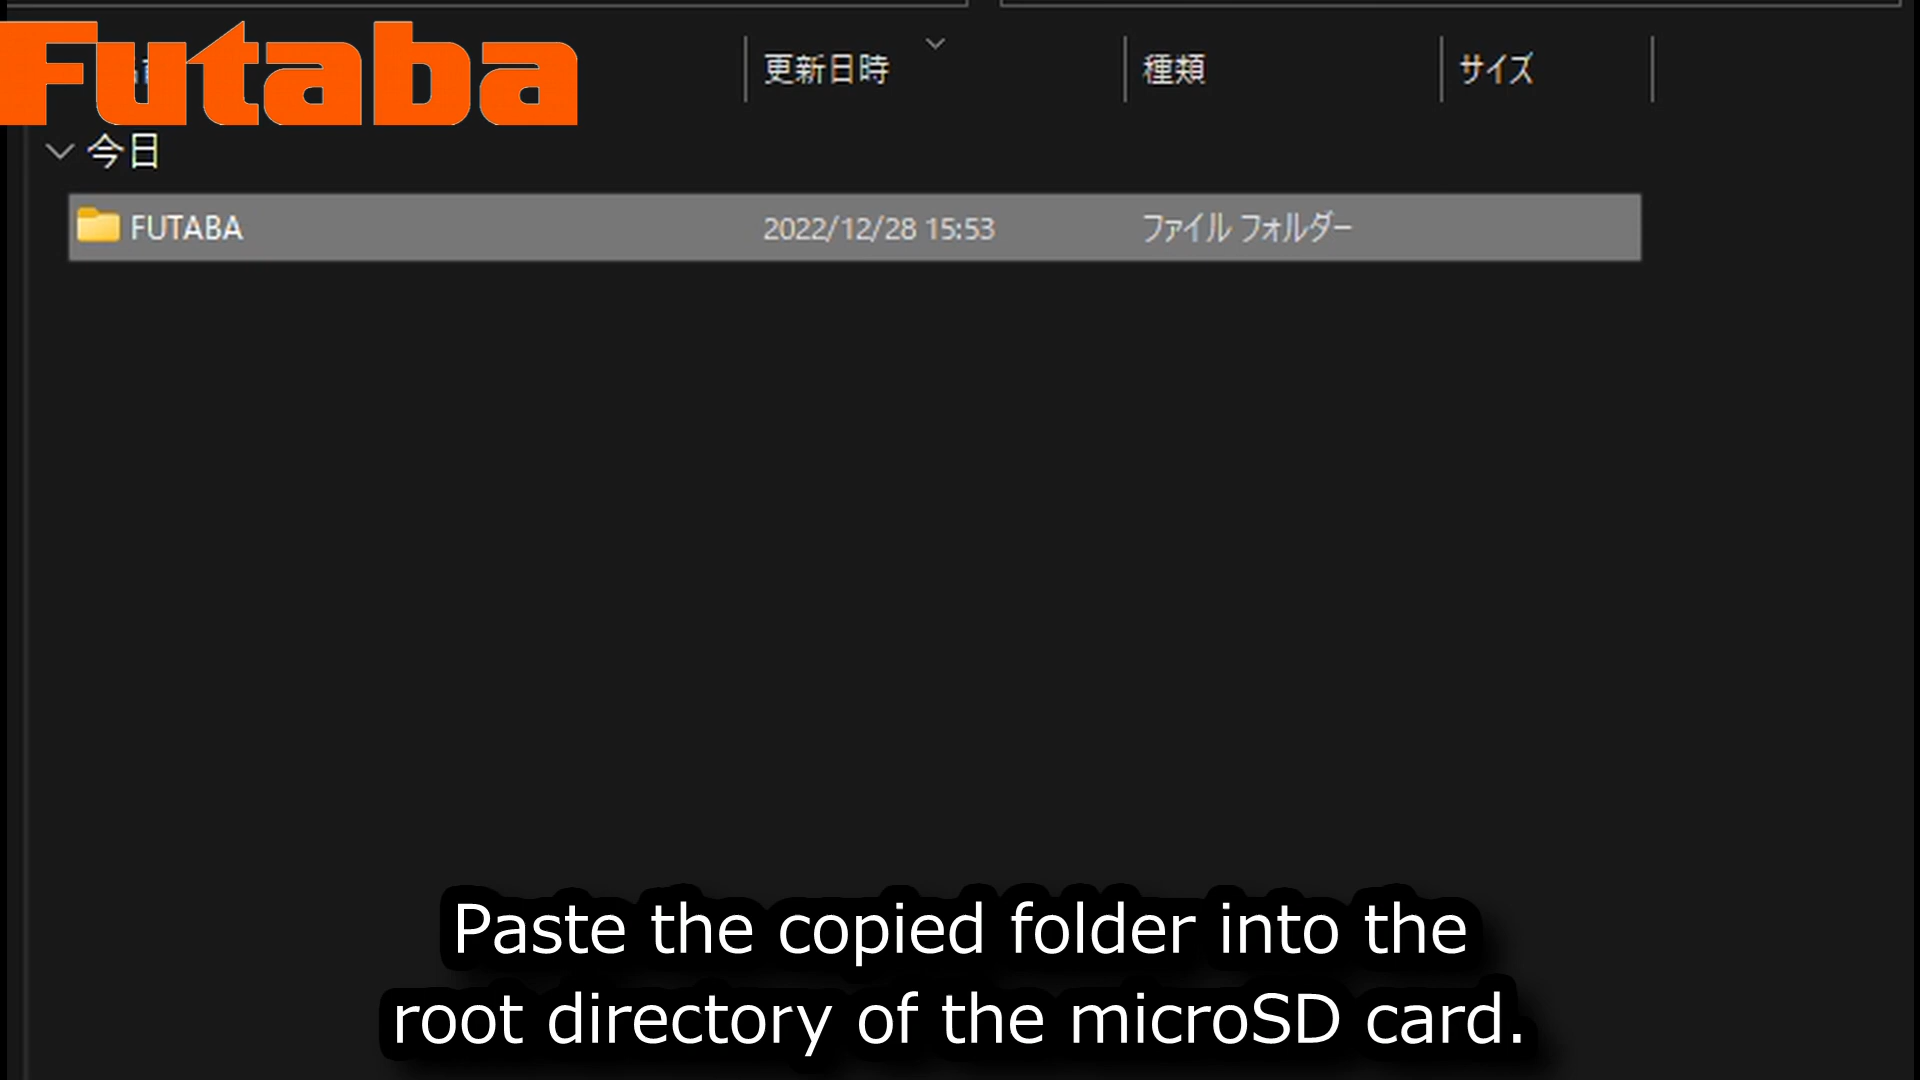 Futaba
更新日時
種類
サイズ
今日
FUTABA
2022/12/28 15:53
ファイル フォルダー
Paste the copied folder into the
root directory of the microSD card.